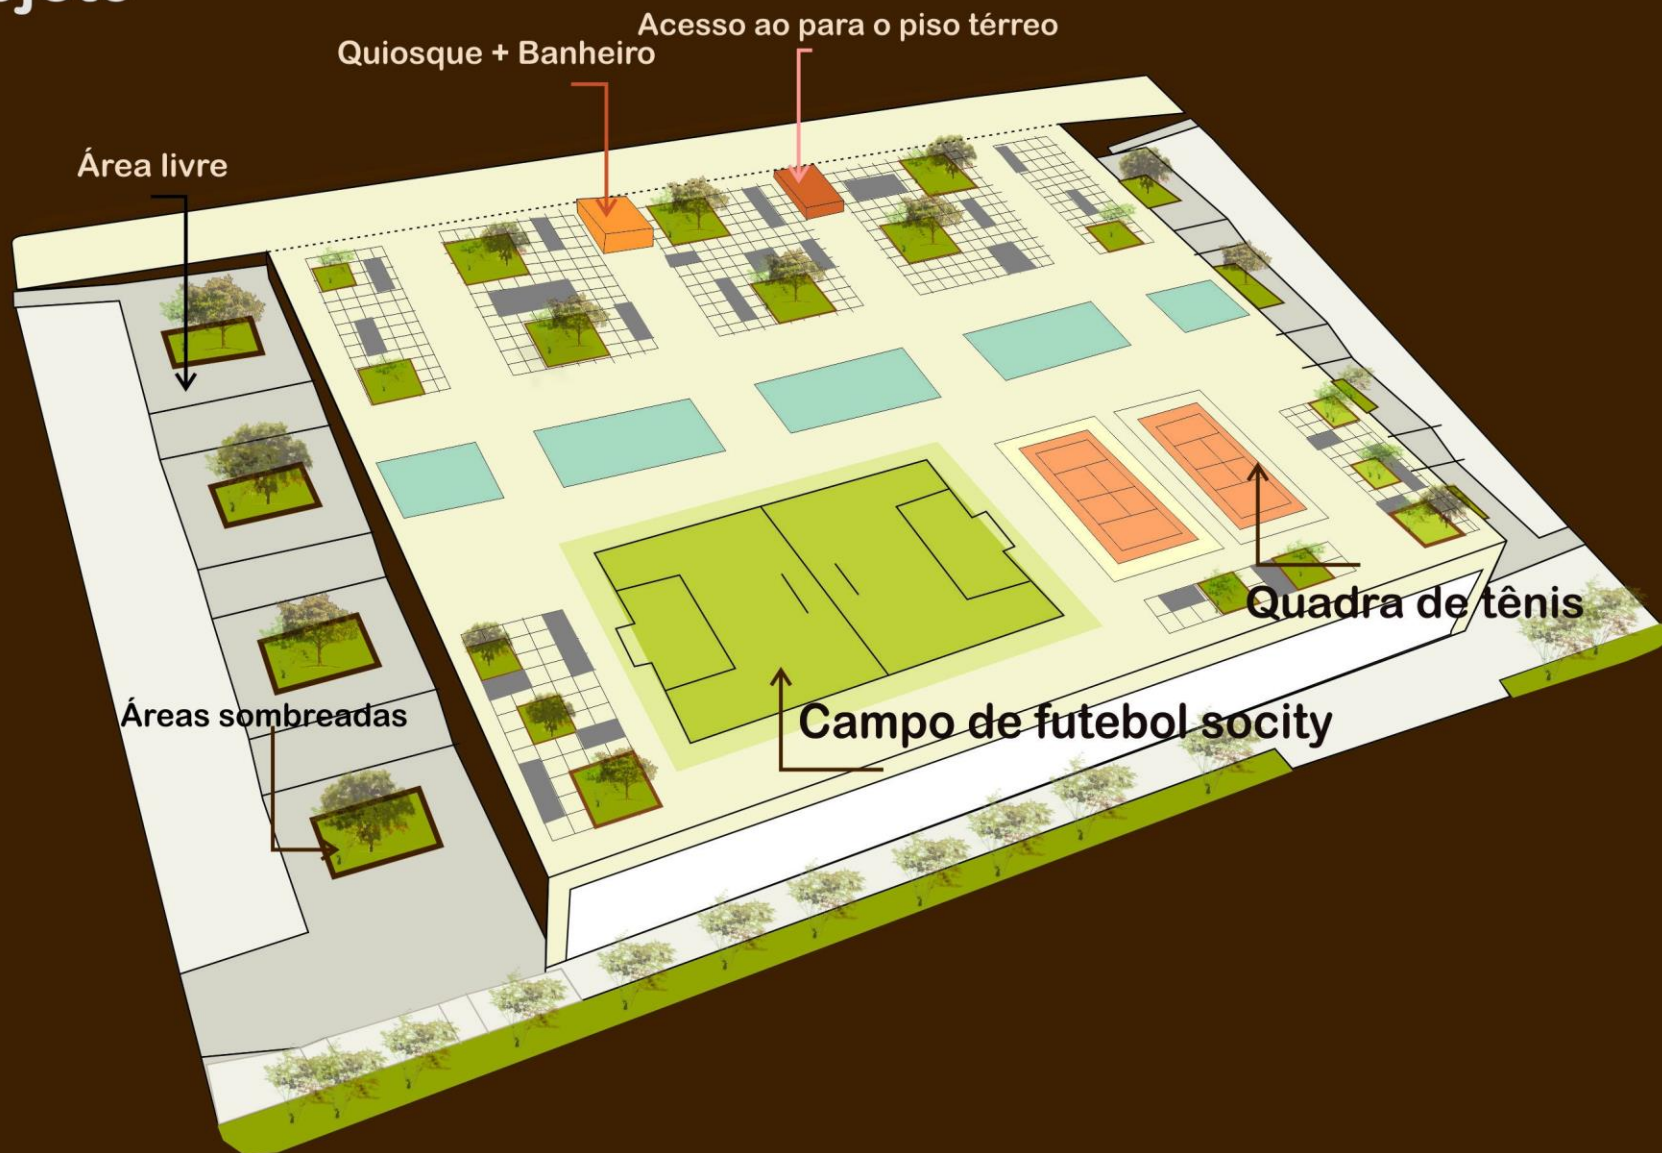 Acesso ao para o piso térreo
Quiosque + Banheiro
Área livre
Quadra de tênis
Áreas sombreadas
Campo de futebol socity